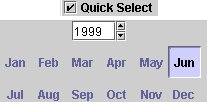 Quick Select
1999
Jan Feb Mar Apr May Jun
Jul Aug Sep Oct Nov Dec